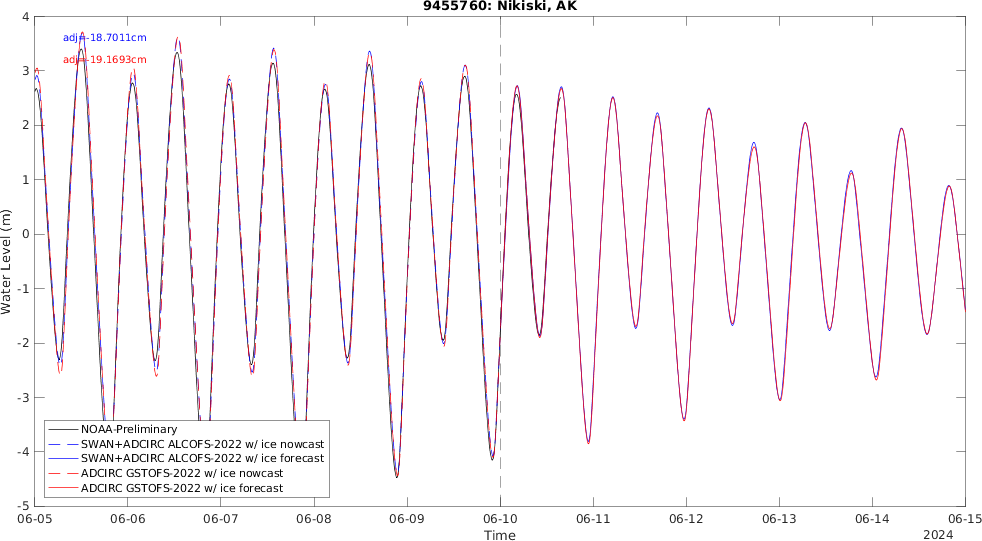 9455760: Nikiski, AK
adj=-18.7011cm
adj=-19.1693cm
4
3
2
1
0
-1
-2
-3
-4
-5
Water Level (m)
NOAA-Preliminary
SWAN+ADCIRC ALCOFS-2022 w/ ice nowcast
SWAN+ADCIRC ALCOFS-2022 w/ ice forecast
ADCIRC GSTOFS-2022 w/ ice nowcast
ADCIRC GSTOFS-2022 w/ ice forecast
06-05 06-06 06-07 06-08 06-09 06-10 06-11 06-12 06-13 06-14 06-15
Time
2024